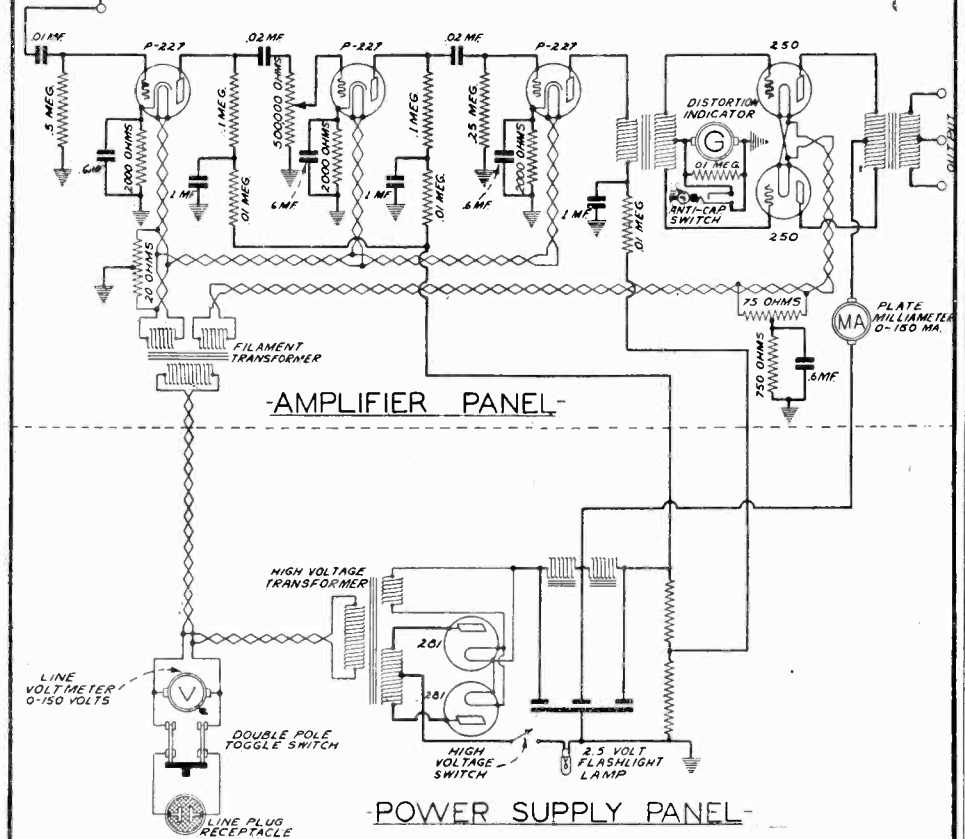 .01 MF.
P-227
.02 MF.
P-227
.02 MF.
P-227
250
.5 MEG.
.6 MF
2000 OHMS
.1 MEG.
1 MF
.01 MEG.
500,000 OHMS
.6 MF
2000 OHMS
.1 MEG.
1 MF
.01 MEG.
.25 MEG.
.6 MF
2000 OHMS
1 MF
.01 MEG
DISTORTION
INDICATOR
G
.01 MEG.
ANTI-CAP
SWITCH
250
OUTPUT
20 OHMS
FILAMENT
TRANSFORMER
75 OHMS
750 OHMS
.6 MF
MA
PLATE
MILLIAMETER
0-150 MA.
-AMPLIFIER PANEL-
HIGH VOLTAGE
TRANSFORMER
281
281
LINE
VOLTMETER
0-150 VOLTS
V
DOUBLE POLE
TOGGLE SWITCH
HIGH
VOLTAGE
SWITCH
2.5 VOLT
FLASHLIGHT
LAMP
LINE PLUG
RECEPTACLE
-POWER SUPPLY PANEL-